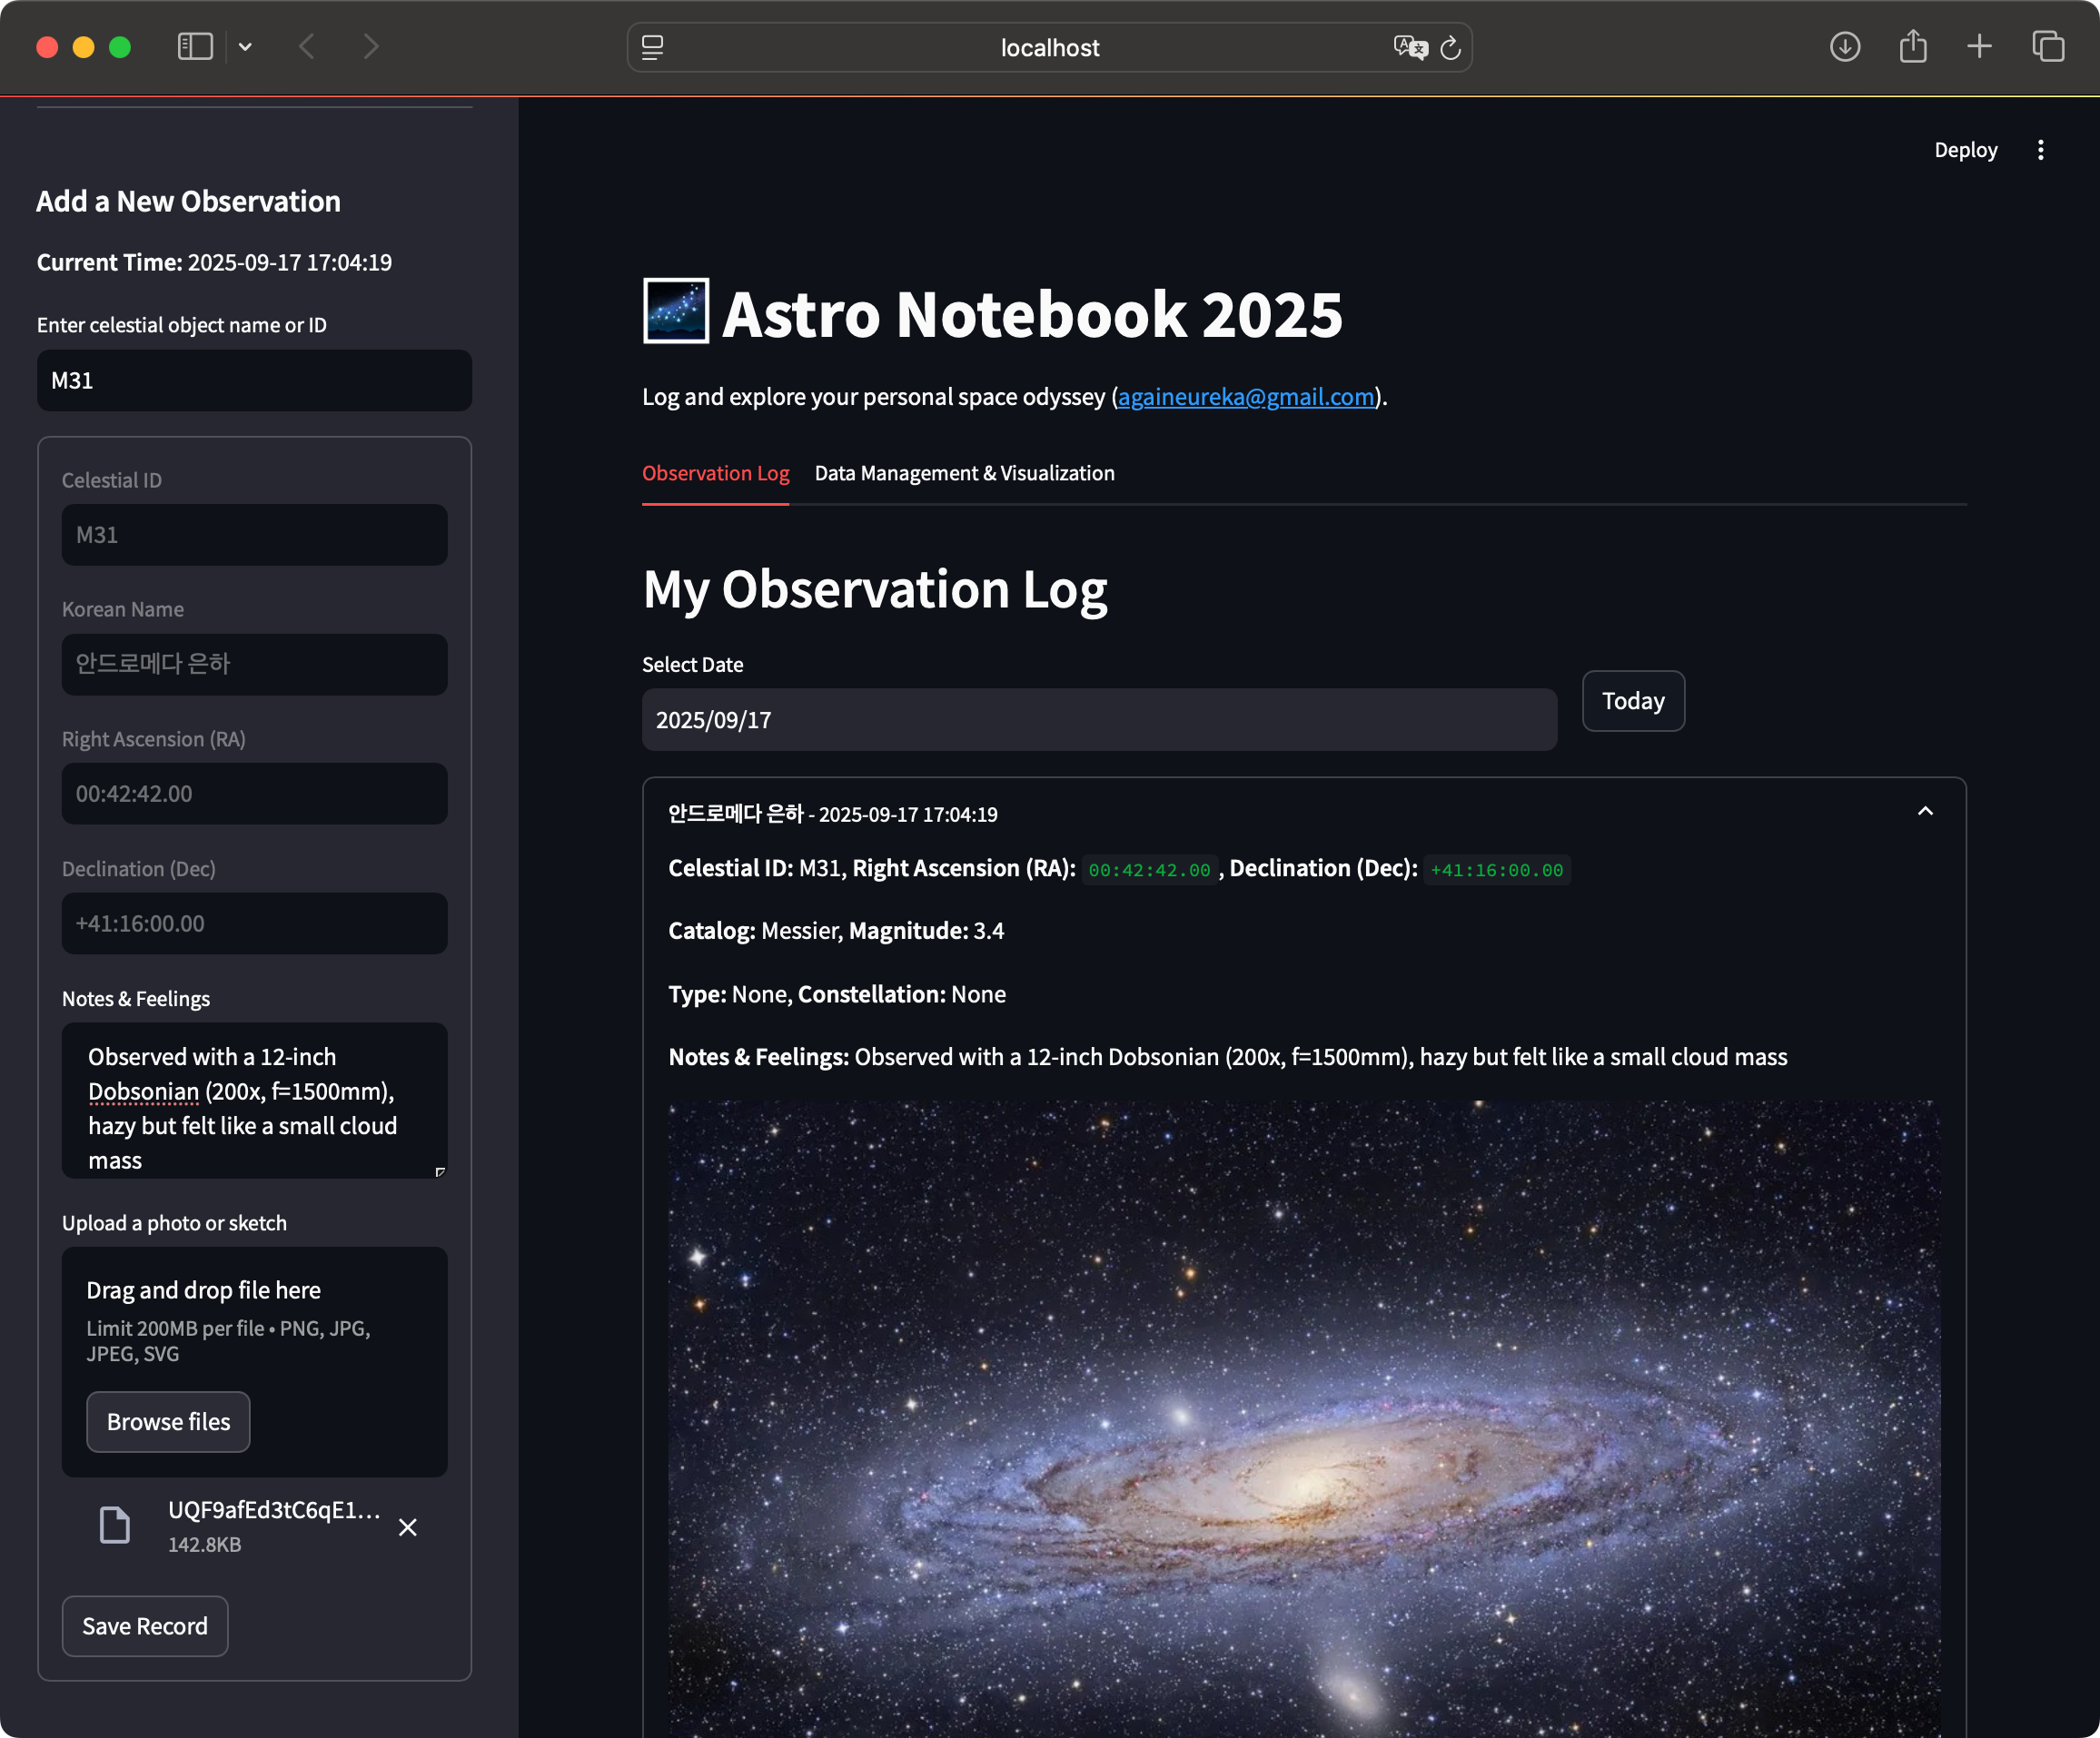 localhost
Add a New Observation
Current Time: 2025-09-17 17:04:19
Enter celestial object name or ID
M31
Celestial ID
M31
Korean Name
안드로메다 은하
Right Ascension (RA)
00:42:42.00
Declination (Dec)
+41:16:00.00
Notes & Feelings
Observed with a 12-inch
Dobsonian (200x, f=1500mm),
hazy but felt like a small cloud
mass
Upload a photo or sketch
Drag and drop file here
Limit 200MB per file • PNG, JPG,
JPEG, SVG
Browse files
UQF9afEd3tC6qE1...
142.8KB
Save Record
Deploy
Astro Notebook 2025
Log and explore your personal space odyssey (againeureka@gmail.com).
Observation Log Data Management & Visualization
My Observation Log
Select Date
2025/09/17
Today
안드로메다 은하 - 2025-09-17 17:04:19
Celestial ID: M31, Right Ascension (RA): 00:42:42.00 , Declination (Dec): +41:16:00.00
Catalog: Messier, Magnitude: 3.4
Type: None, Constellation: None
Notes & Feelings: Observed with a 12-inch Dobsonian (200x, f=1500mm), hazy but felt like a small cloud mass